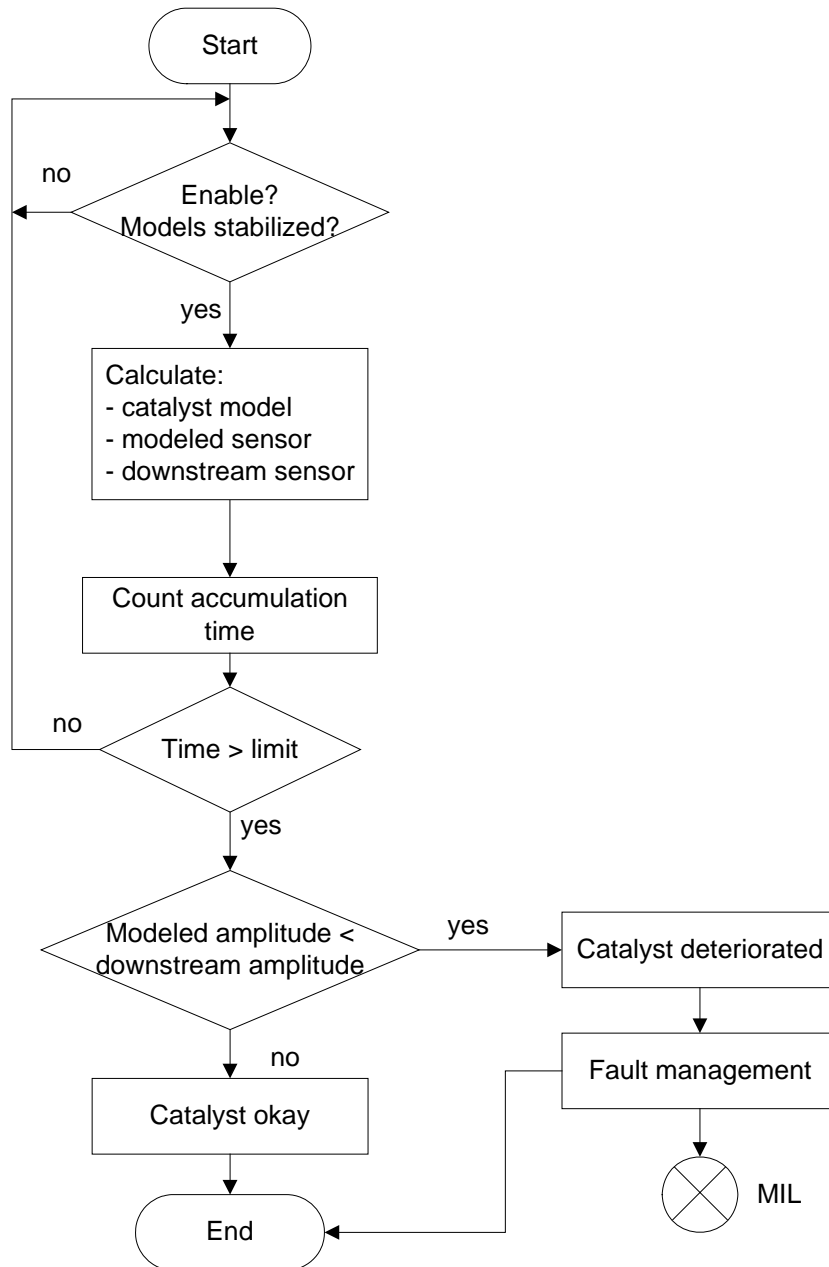 Start
no
Enable?
Models stabilized?
yes
Calculate:
- catalyst model
- modeled sensor
- downstream sensor
Count accumulation
time
no
Time > limit
yes
Modeled amplitude <
downstream amplitude
yes
Catalyst deteriorated
no
Fault management
Catalyst okay
MIL
End